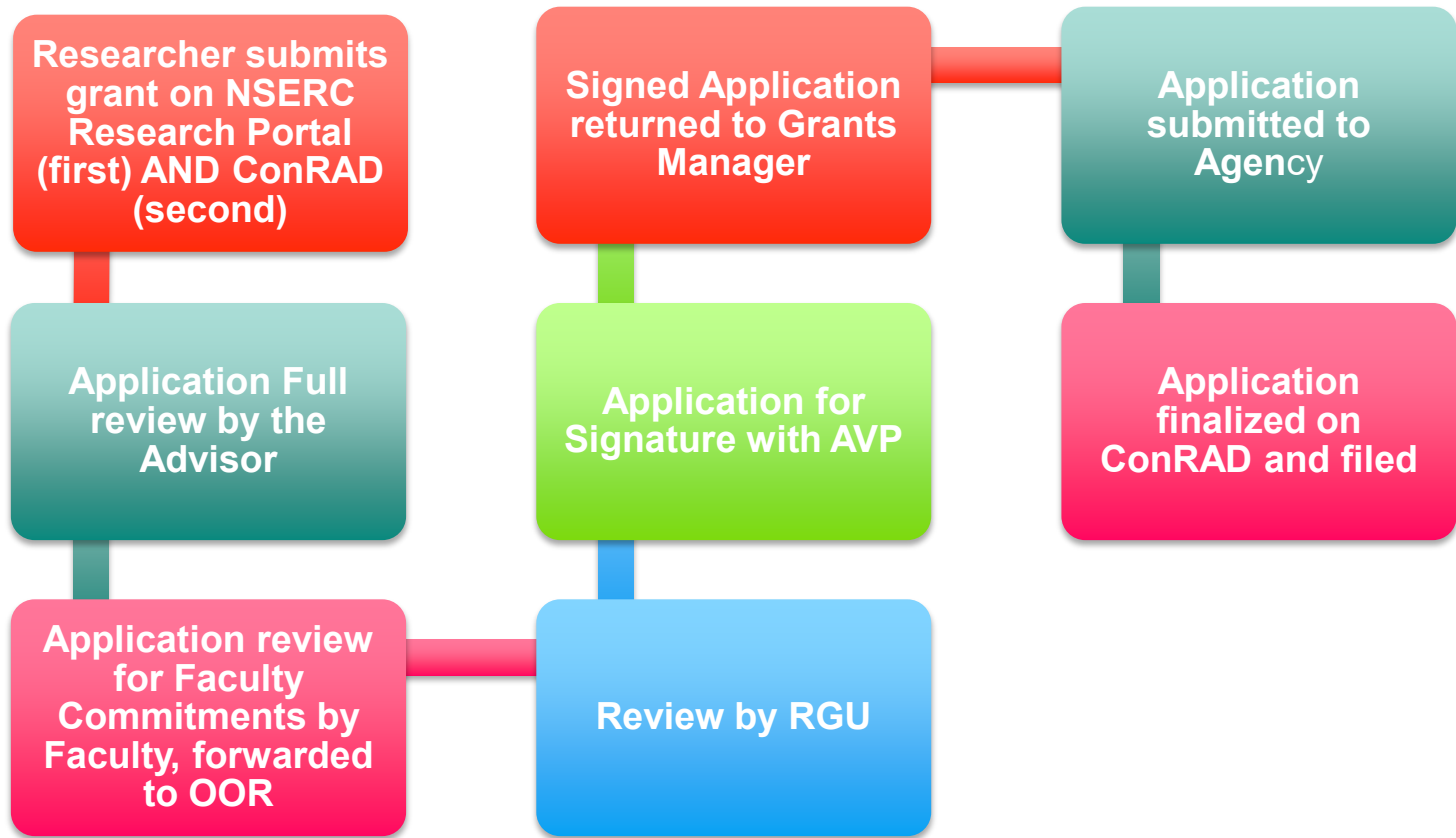 Researcher submits
grant on NSERC
Research Portal
(first) AND ConRAD
(second)
Application Full
review by the
Advisor
Application review
for Faculty
Commitments by
Faculty, forwarded
to OOR
Review by RGU
Application for
Signature with AVP
Signed Application
returned to Grants
Manager
Application
submitted to
Agency
Application
finalized on
ConRAD and filed